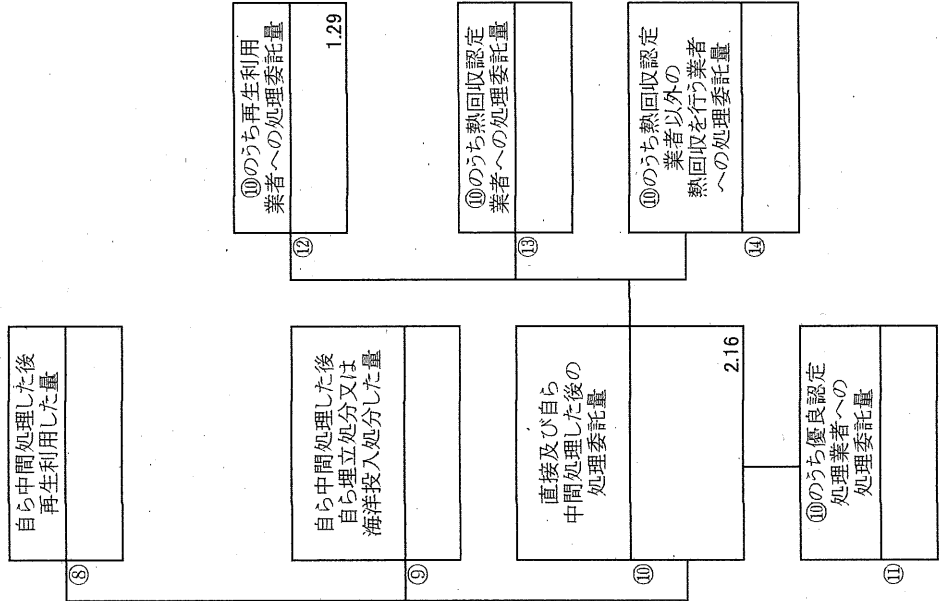 ⑧
自ら中間処理した後
再生利用した量
⑨
自ら中間処理した後
自ら埋立処分又は
海洋投入処分した量
⑩
直接及び自ら
中間処理した後の
処理委託量
2.16
⑪
⑩のうち優良認定
処理業者への
処理委託量
⑫
⑩のうち再生利用
業者への処理委託量
1.29
⑬
⑩のうち熱回収認定
業者への処理委託量
⑭
⑩のうち熱回収認定
業者以外の
熱回収を行う業者
への処理委託量